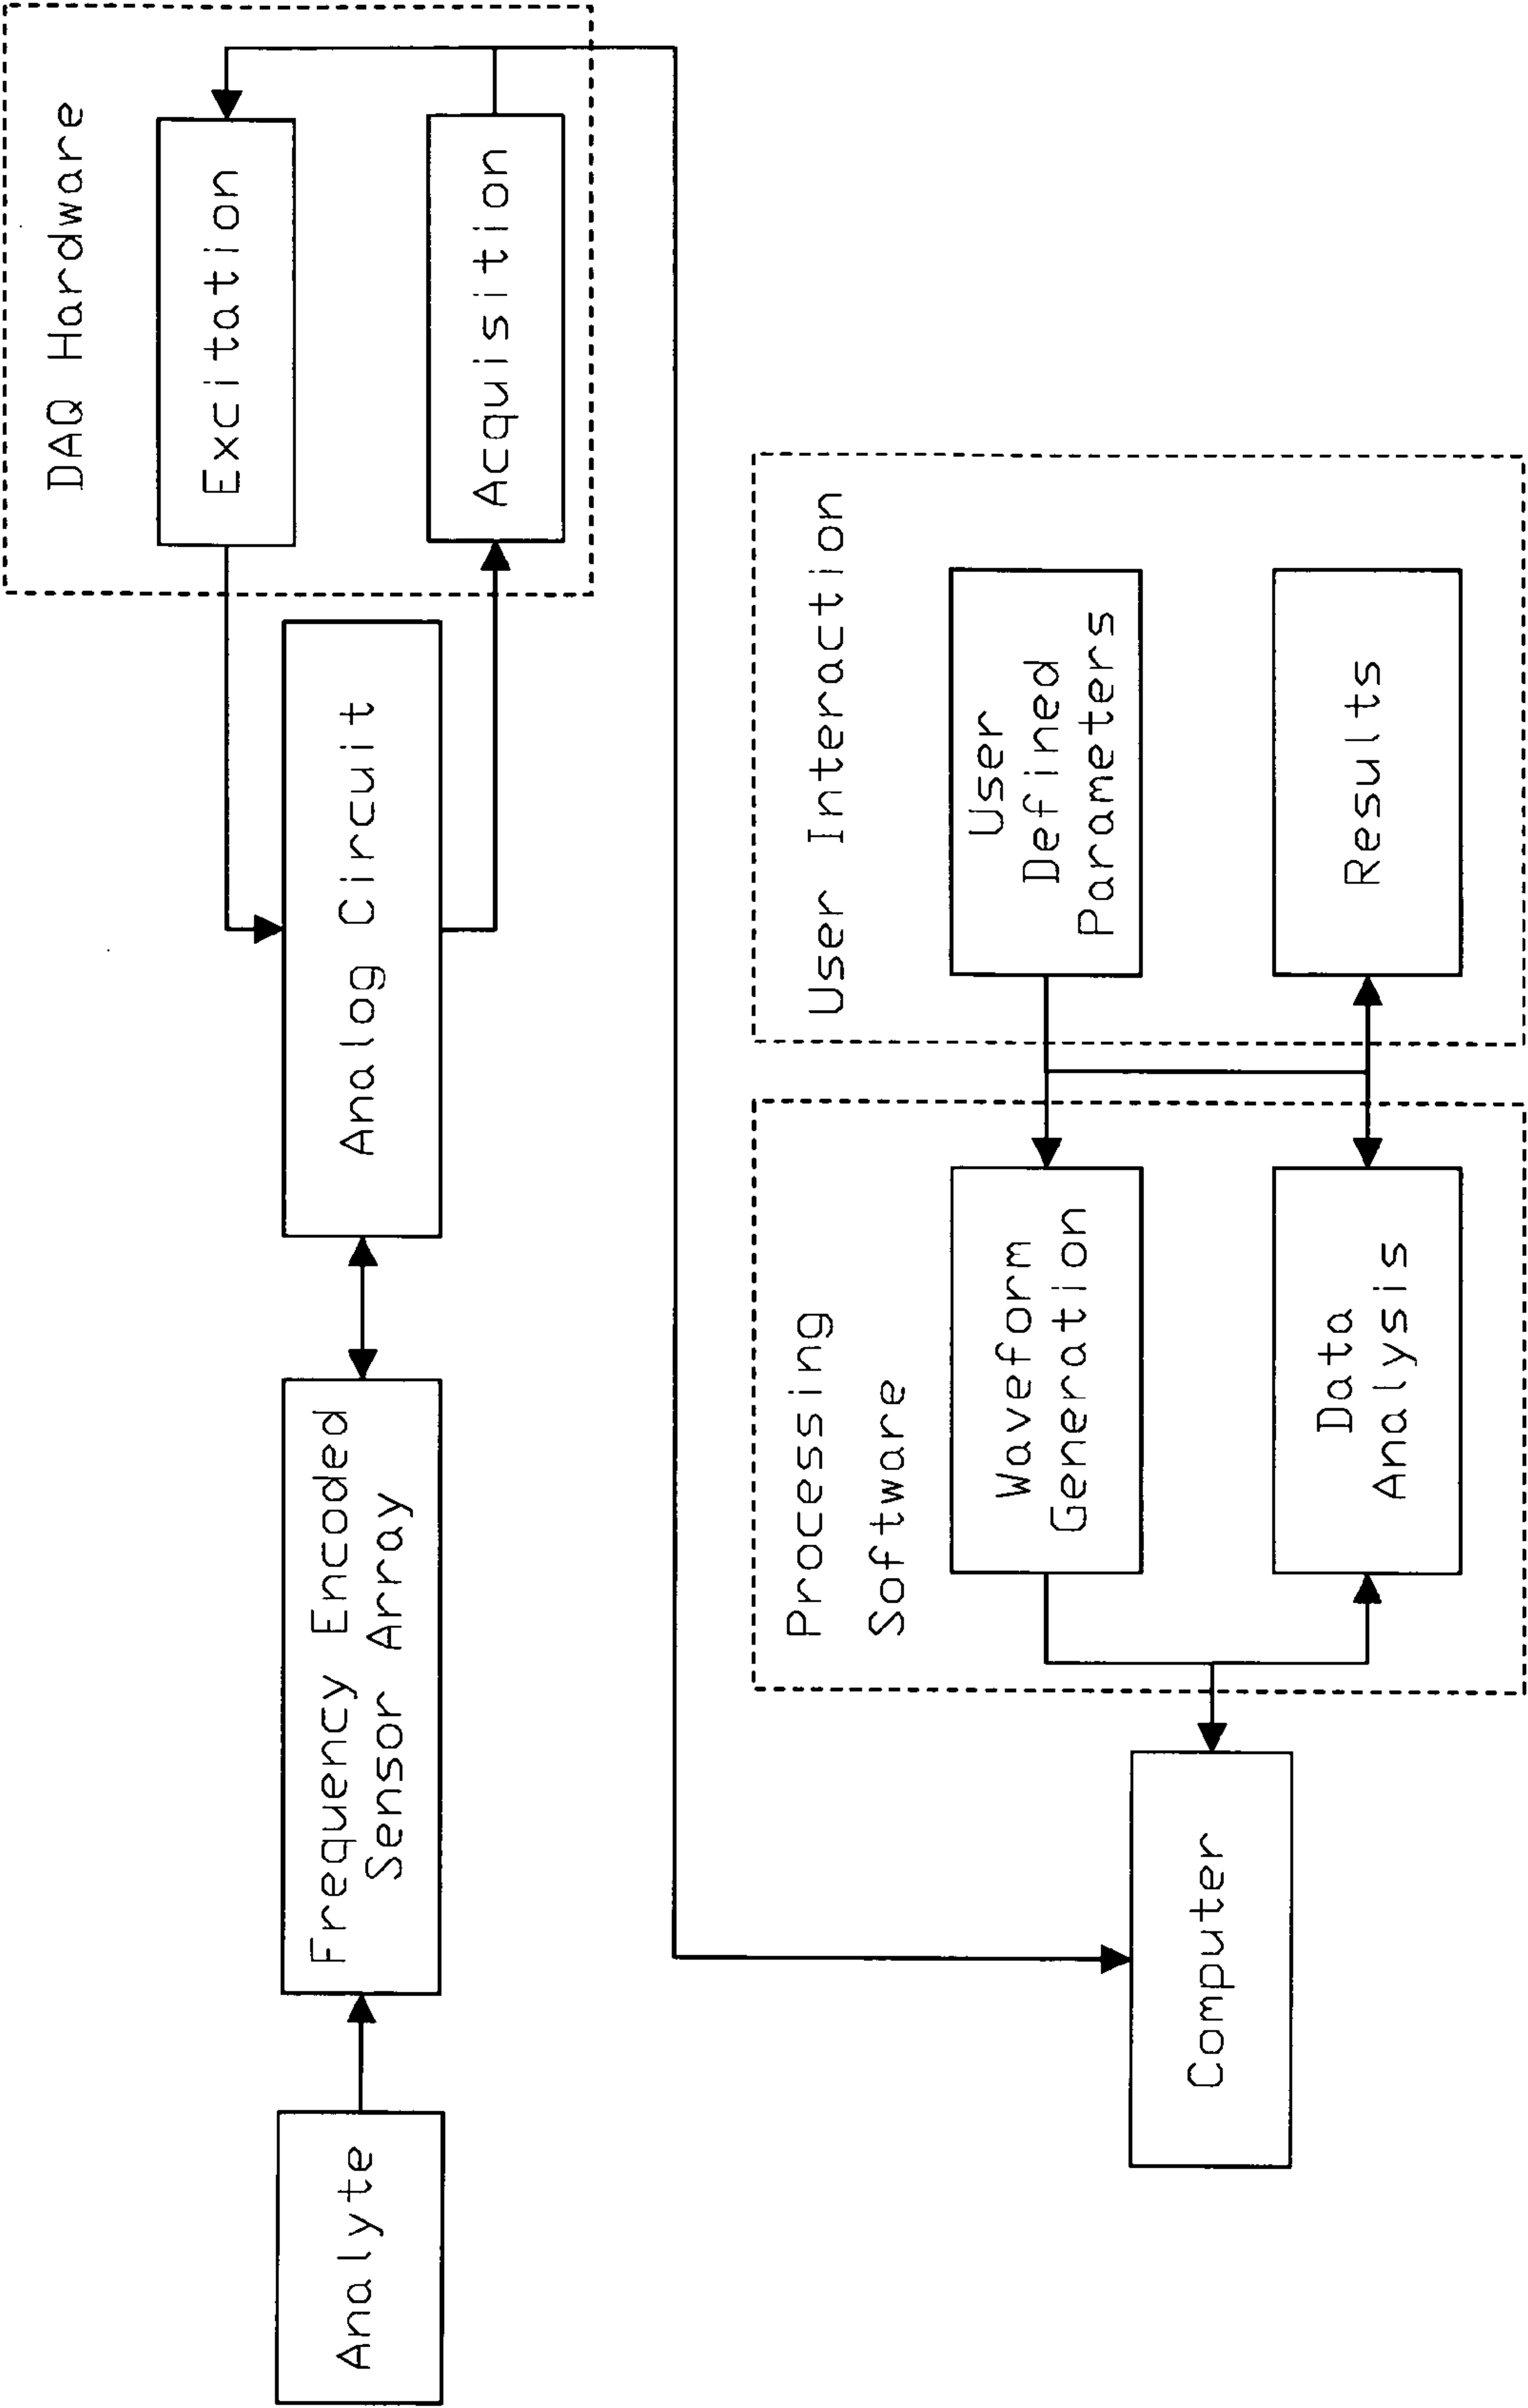 Analyte
Frequency Encoded
Sensor Array
Analog Circuit
DAQ Hardware
Excitation
Acquisition
Computer
Processing
Software
Waveform
Generation
Data
Analysis
User Interaction
User
Defined
Parameters
Results